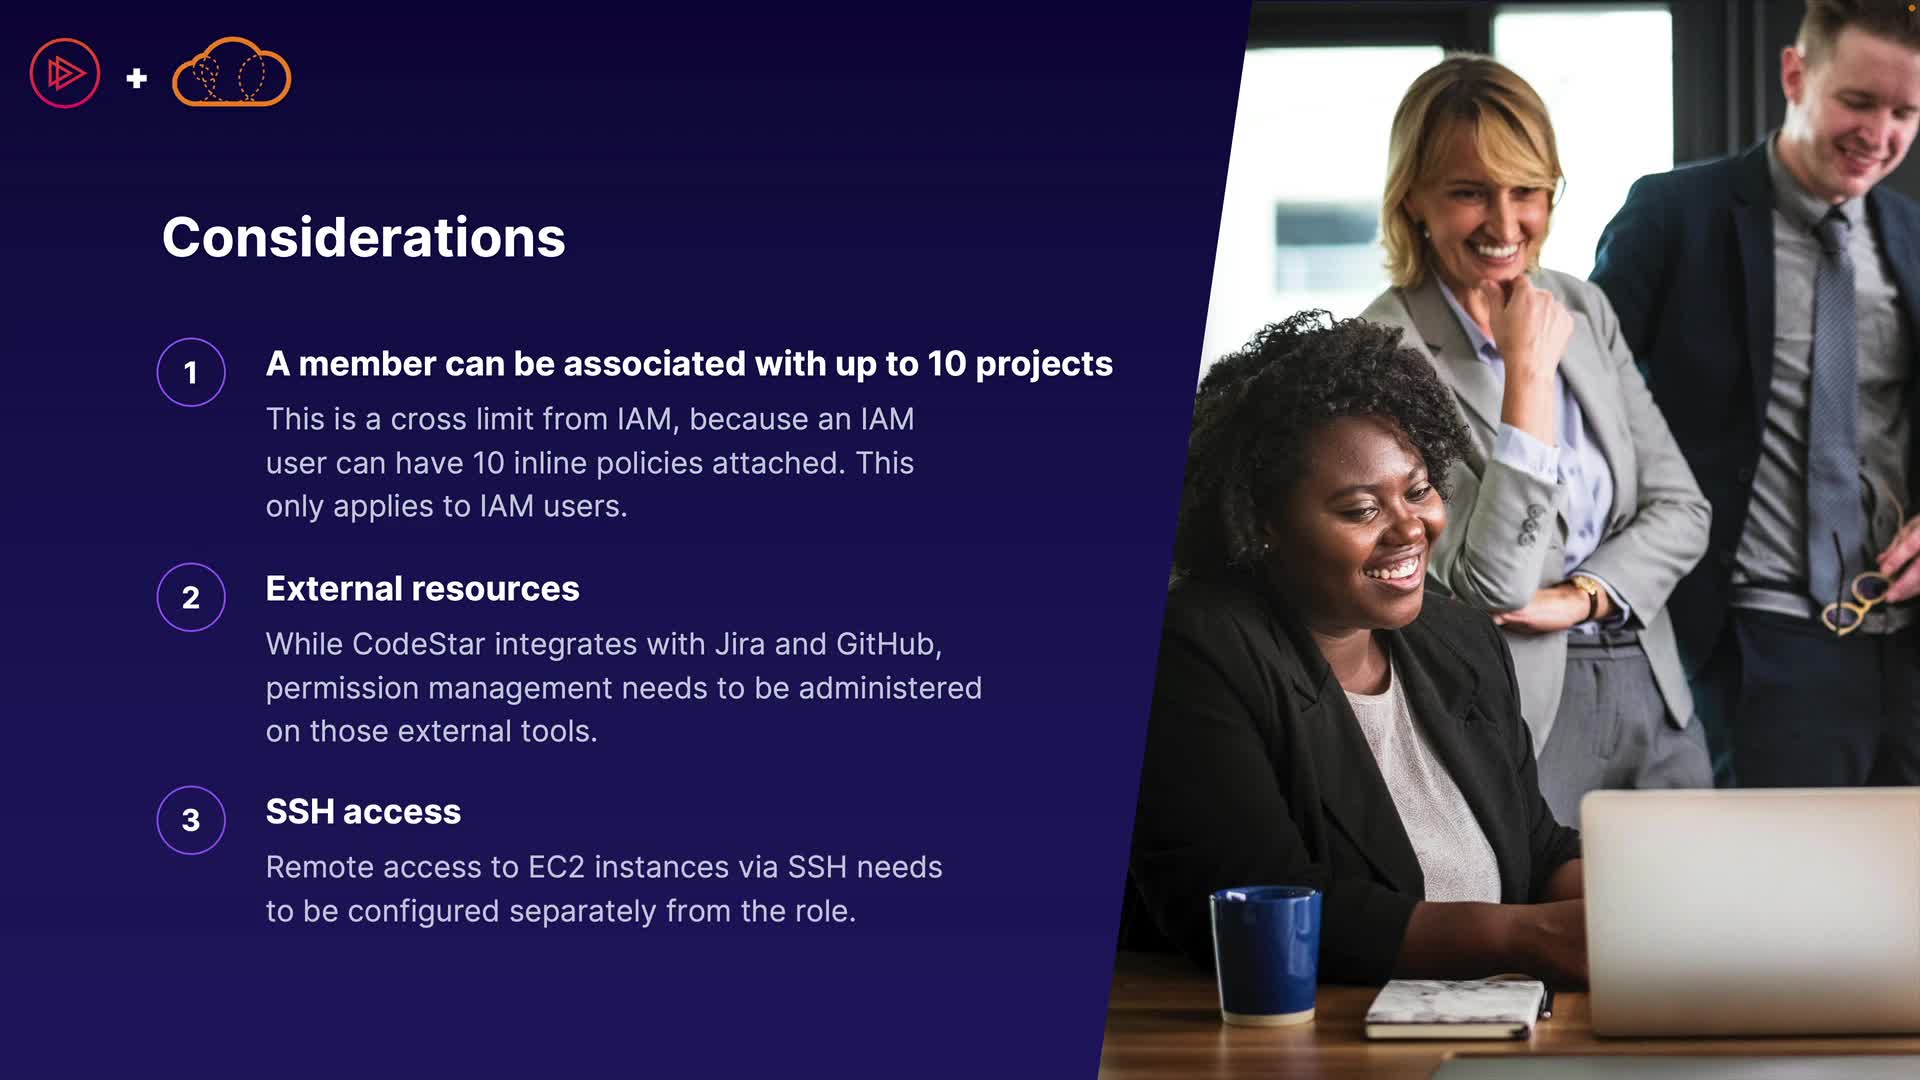 Considerations
1
A member can be associated with up to 10 projects
This is a cross limit from IAM, because an IAM
user can have 10 inline policies attached. This
only applies to IAM users.
2
External resources
While CodeStar integrates with Jira and GitHub,
permission management needs to be administered
on those external tools.
3
SSH access
Remote access to EC2 instances via SSH needs
to be configured separately from the role.